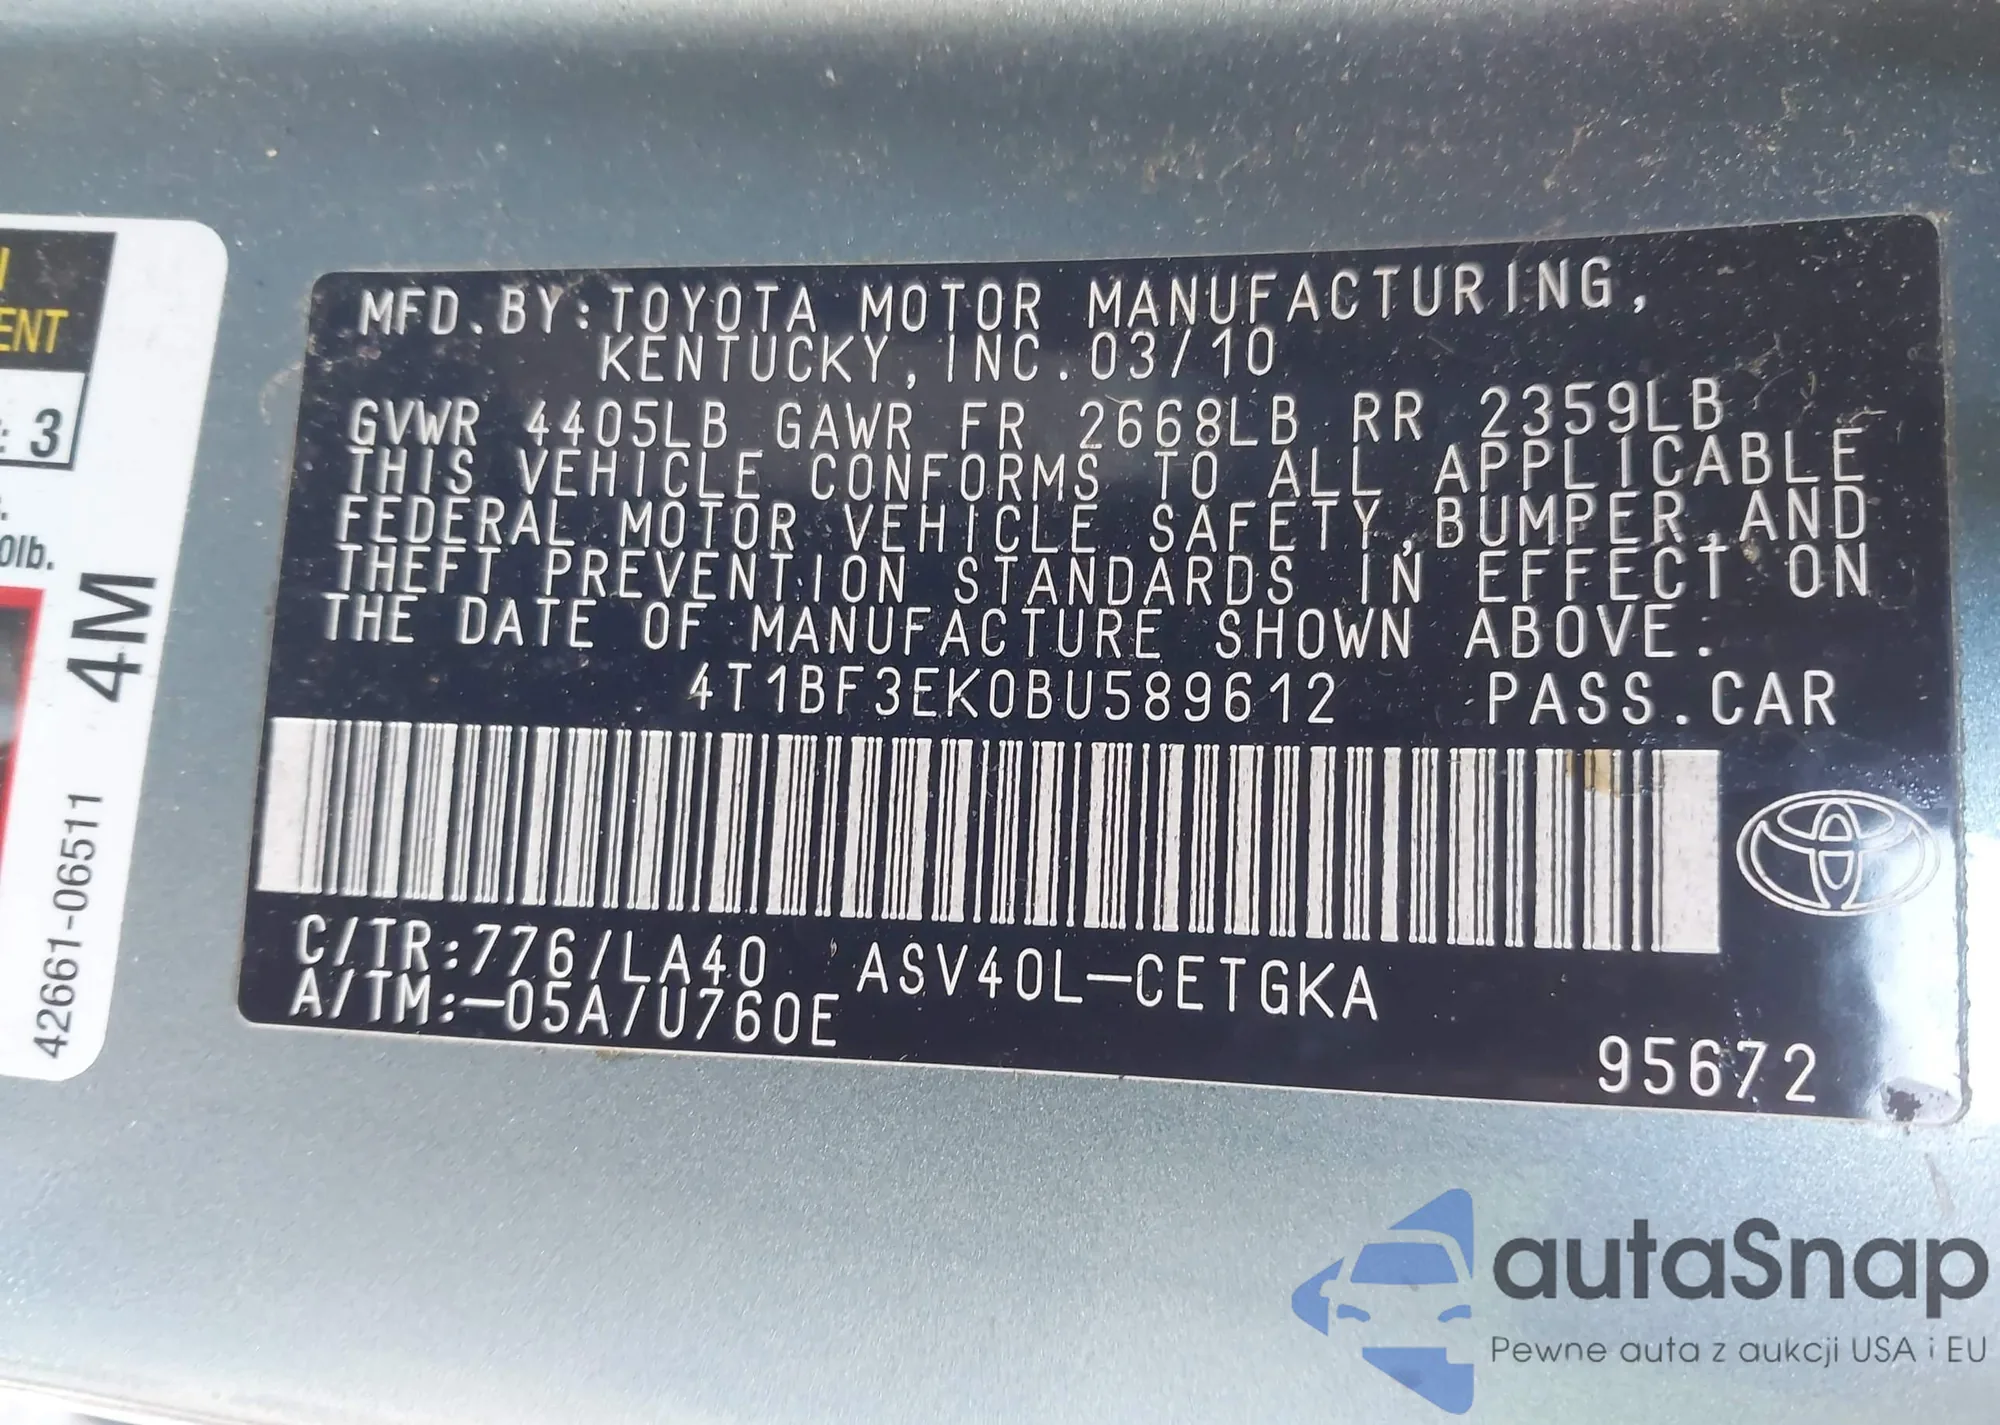 MFD.BY:TOYOTA MOTOR MANUFACTURING,
KENTUCKY, INC.03/10
GVWR 4405LB GAWR FR 2668LB RR 2359LB
THIS VEHICLE CONFORMS TO ALL APPLICABLE
FEDERAL MOTOR VEHICLE SAFETY,BUMPER,AND
THEFT PREVENTION STANDARDS IN EFFECT ON
THE DATE OF MANUFACTURE SHOWN ABOVE.
4T1BF3EK0BU589612 PASS.CAR
C/TR:776/LA40 ASV40L-CETGKA
A/TM:-05A/U760E
95672
ENT
: 3
0lb.
4M
42661-06511
autaSnap
Pewne auta z aukcji USA i EU